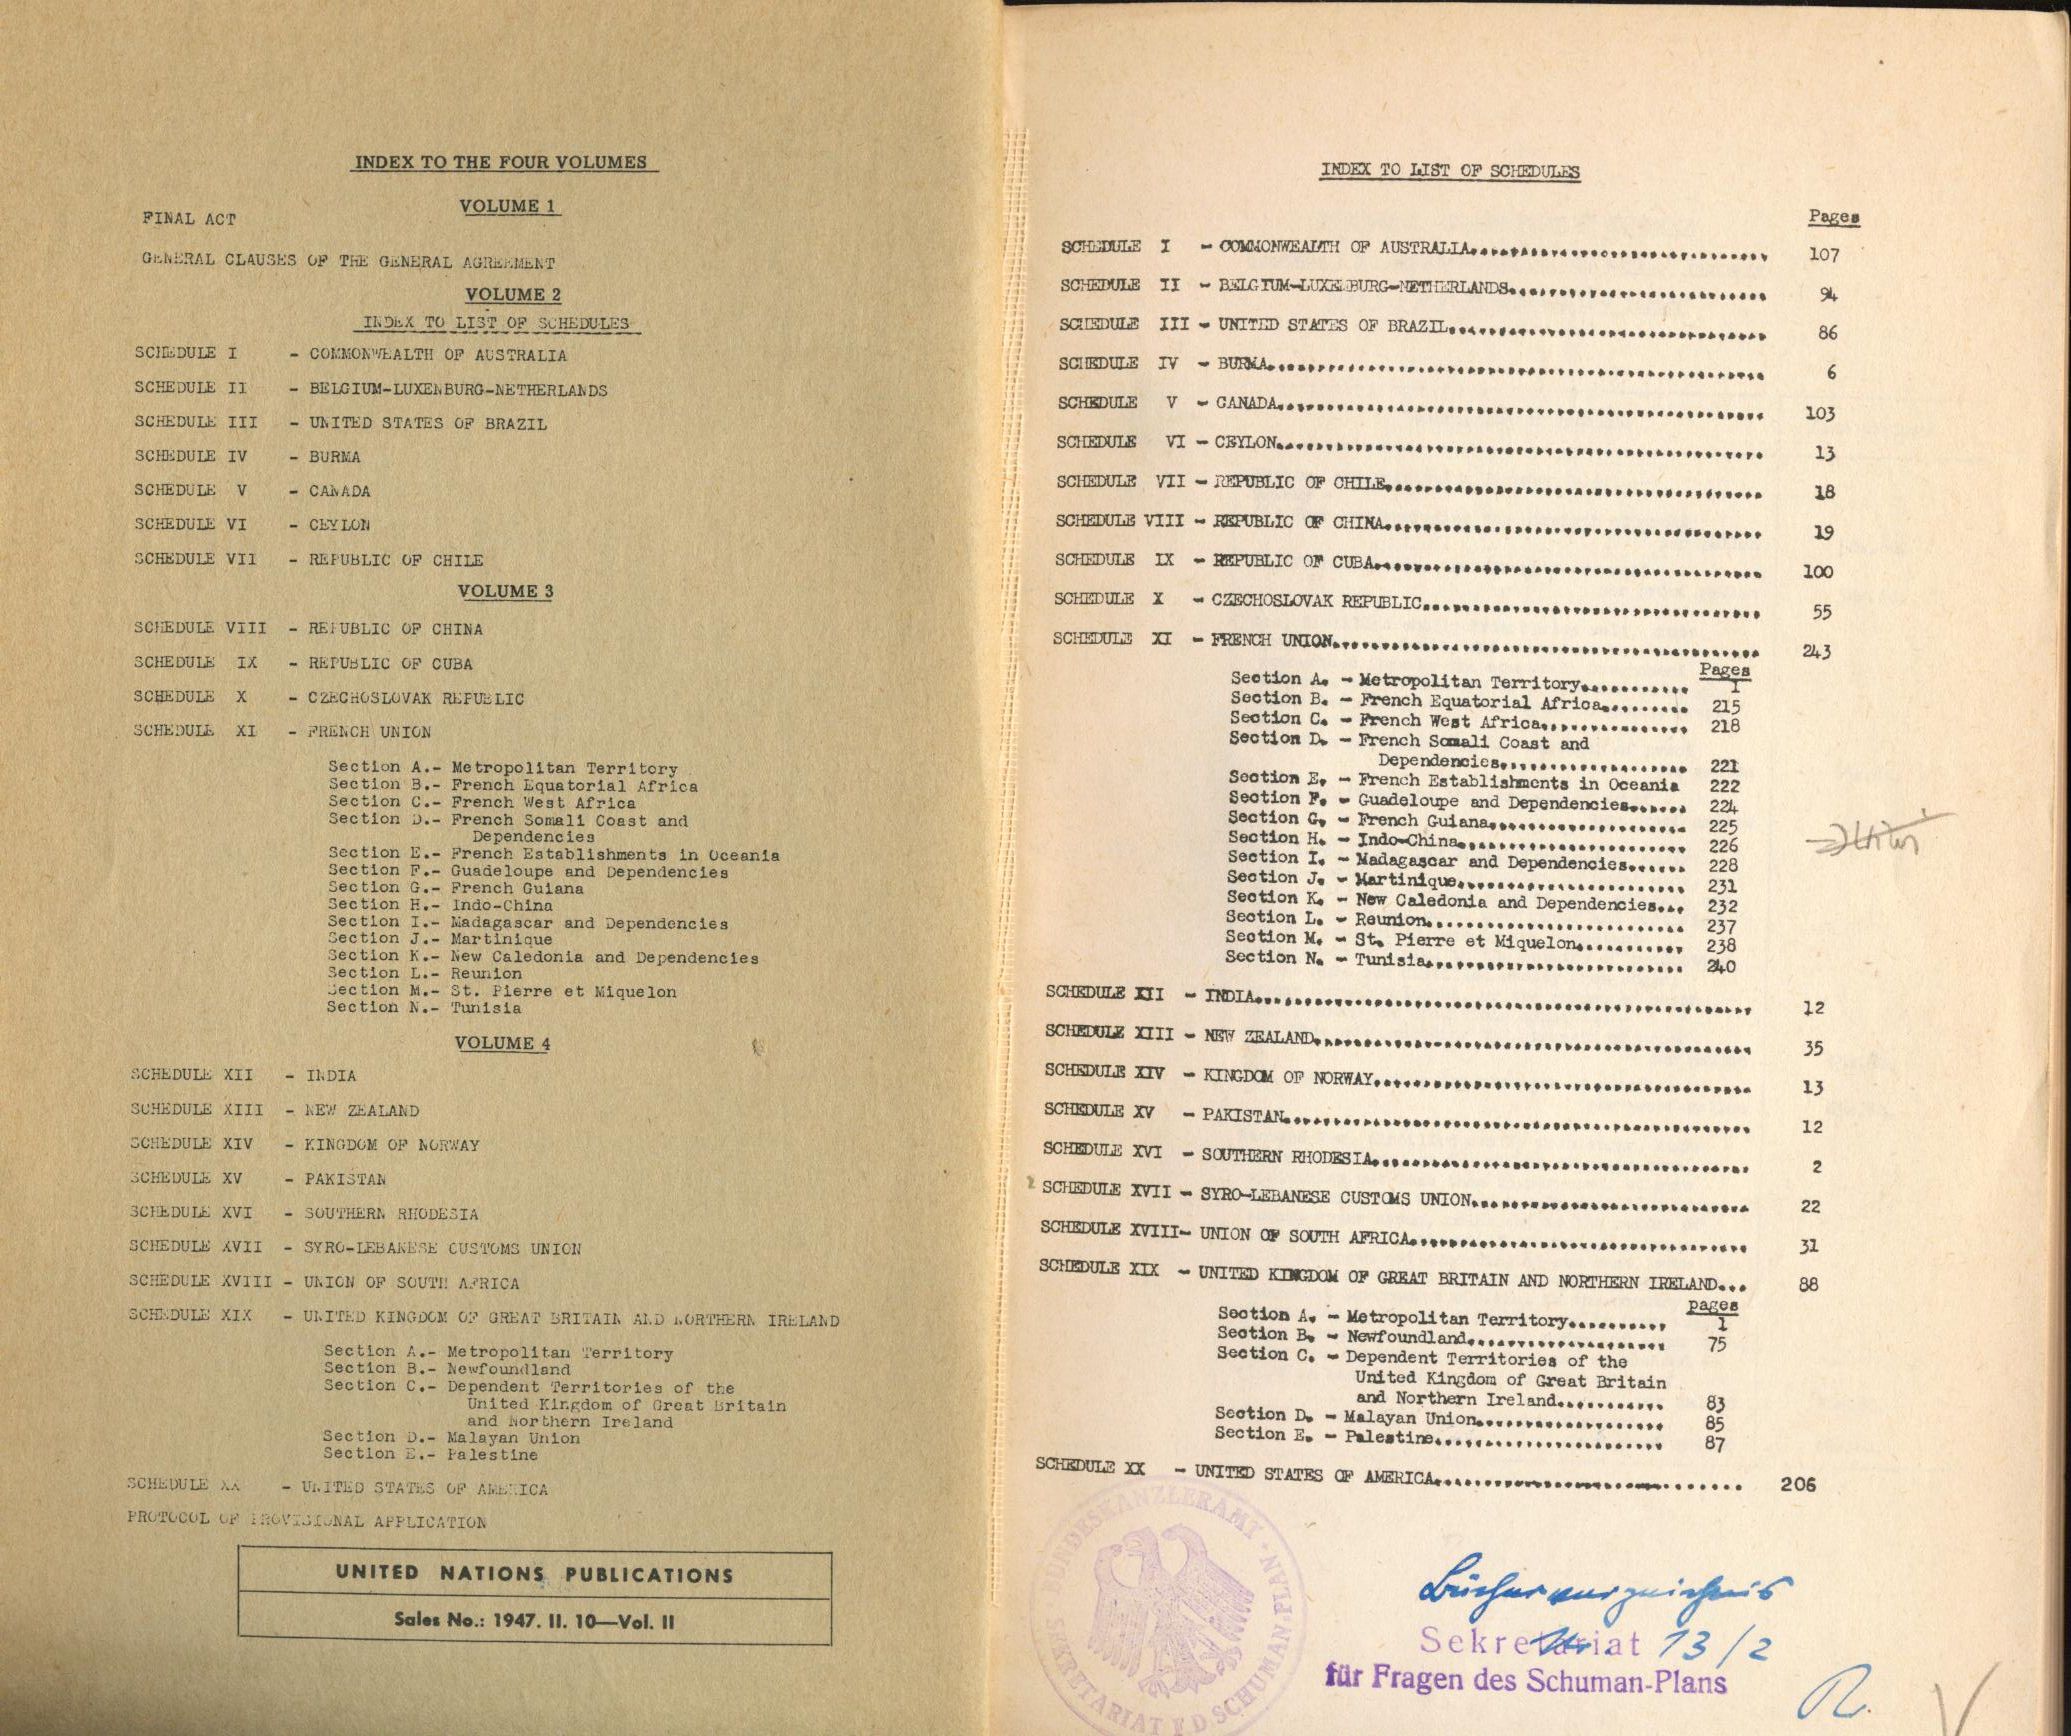 INDEX TO THE FOUR VOLUMES
VOLUME 1
FINAL ACT
GENERAL CLAUSES OF THE GENERAL AGREEMENT
VOLUME 2
INDEX TO LIST OF SCHEDULES
SCHEDULE I - COMMONWEALTH OF AUSTRALIA
SCHEDULE II - BELGIUM-LUXENBURG-NETHERLANDS
SCHEDULE III - UNITED STATES OF BRAZIL
SCHEDULE IV - BURMA
SCHEDULE V - CANADA
SCHEDULE VI - CEYLON
SCHEDULE VII - REPUBLIC OF CHILE
VOLUME 3
SCHEDULE VIII - REPUBLIC OF CHINA
SCHEDULE IX - REPUBLIC OF CUBA
SCHEDULE X - CZECHOSLOVAK REPUBLIC
SCHEDULE XI - FRENCH UNION
Section A.- Metropolitan Territory
Section B.- French Equatorial Africa
Section C.- French West Africa
Section D.- French Somali Coast and
Dependencies
Section E.- French Establishments in Oceania
Section F.- Guadeloupe and Dependencies
Section G.- French Guiana
Section H.- Indo-China
Section I.- Madagascar and Dependencies
Section J.- Martinique
Section K.- New Caledonia and Dependencies
Section L.- Reunion
Section M.- St. Pierre et Miquelon
Section N.- Tunisia
VOLUME 4
SCHEDULE XII - INDIA
SCHEDULE XIII - NEW ZEALAND
SCHEDULE XIV - KINGDOM OF NORWAY
SCHEDULE XV - PAKISTAN
SCHEDULE XVI - SOUTHERN RHODESIA
SCHEDULE XVII - SYRO-LEBANESE CUSTOMS UNION
SCHEDULE XVIII - UNION OF SOUTH AFRICA
SCHEDULE XIX - UNITED KINGDOM OF GREAT BRITAIN AND NORTHERN IRELAND
Section A.- Metropolitan Territory
Section B.- Newfoundland
Section C.- Dependent Territories of the
United Kingdom of Great Britain
and Northern Ireland
Section D.- Malayan Union
Section E.- Palestine
SCHEDULE XX - UNITED STATES OF AMERICA
PROTOCOL OF PROVISIONAL APPLICATION
UNITED NATIONS PUBLICATIONS
Sales No.: 1947. II. 10—Vol. II
INDEX TO LIST OF SCHEDULES
Pages
SCHEDULE I - COMMONWEALTH OF AUSTRALIA 107
SCHEDULE II - BELGIUM-LUXEMBURG-NETHERLANDS 94
SCHEDULE III - UNITED STATES OF BRAZIL 86
SCHEDULE IV - BURMA 6
SCHEDULE V - CANADA 103
SCHEDULE VI - CEYLON 13
SCHEDULE VII - REPUBLIC OF CHILE 18
SCHEDULE VIII - REPUBLIC OF CHINA 19
SCHEDULE IX - REPUBLIC OF CUBA 100
SCHEDULE X - CZECHOSLOVAK REPUBLIC 55
SCHEDULE XI - FRENCH UNION 243
Pages
Section A. - Metropolitan Territory 1
Section B. - French Equatorial Africa 215
Section C. - French West Africa 218
Section D. - French Somali Coast and
Dependencies 221
Section E. - French Establishments in Oceania 222
Section F. - Guadeloupe and Dependencies 224
Section G. - French Guiana 225
Section H. - Indo-China 226
Section I. - Madagascar and Dependencies 228
Section J. - Martinique 231
Section K. - New Caledonia and Dependencies 232
Section L. - Reunion 237
Section M. - St. Pierre et Miquelon 238
Section N. - Tunisia 240
SCHEDULE XII - INDIA 12
SCHEDULE XIII - NEW ZEALAND 35
SCHEDULE XIV - KINGDOM OF NORWAY 13
SCHEDULE XV - PAKISTAN 12
SCHEDULE XVI - SOUTHERN RHODESIA 2
SCHEDULE XVII - SYRO-LEBANESE CUSTOMS UNION 22
SCHEDULE XVIII- UNION OF SOUTH AFRICA 31
SCHEDULE XIX - UNITED KINGDOM OF GREAT BRITAIN AND NORTHERN IRELAND... 88
pages
Section A. - Metropolitan Territory 1
Section B. - Newfoundland 75
Section C. - Dependent Territories of the
United Kingdom of Great Britain
and Northern Ireland 83
Section D. - Malayan Union 85
Section E. - Palestine 87
SCHEDULE XX - UNITED STATES OF AMERICA 206
BUNDESKANZLERAMT · SEKRETARIAT F D SCHUMAN-PLAN
Bücherverzeichnis
Sekretariat 13/2
für Fragen des Schuman-Plans
R.